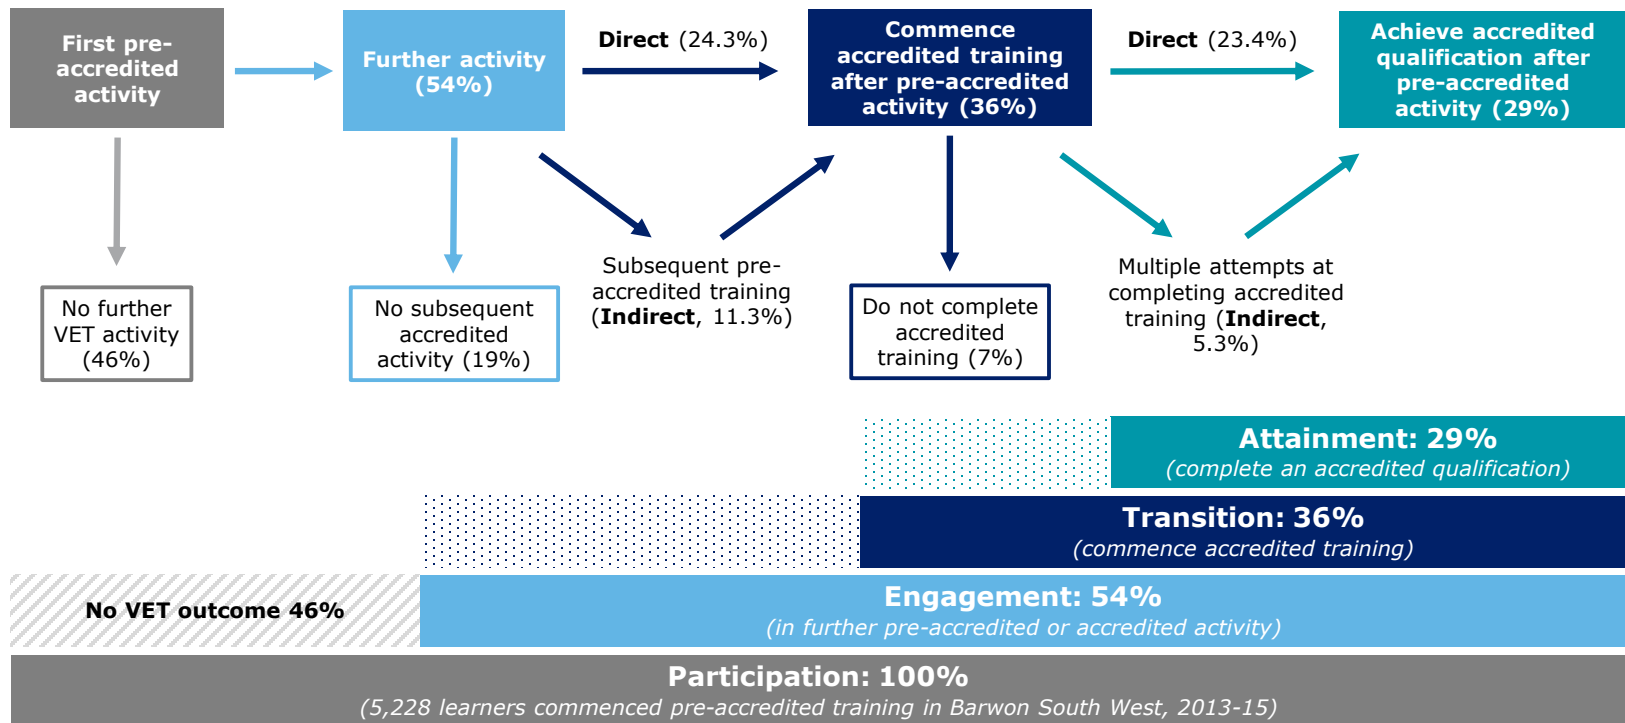 First pre-
accredited
activity
Further activity
(54%)
Direct (24.3%)
Commence
accredited training
after pre-accredited
activity (36%)
Direct (23.4%)
Achieve accredited
qualification after
pre-accredited
activity (29%)
No further
VET activity
(46%)
No subsequent
accredited
activity (19%)
Subsequent pre-
accredited training
(Indirect, 11.3%)
Do not complete
accredited
training (7%)
Multiple attempts at
completing accredited
training (Indirect,
5.3%)
Attainment: 29%
(complete an accredited qualification)
Transition: 36%
(commence accredited training)
No VET outcome 46%
Engagement: 54%
(in further pre-accredited or accredited activity)
Participation: 100%
(5,228 learners commenced pre-accredited training in Barwon South West, 2013-15)